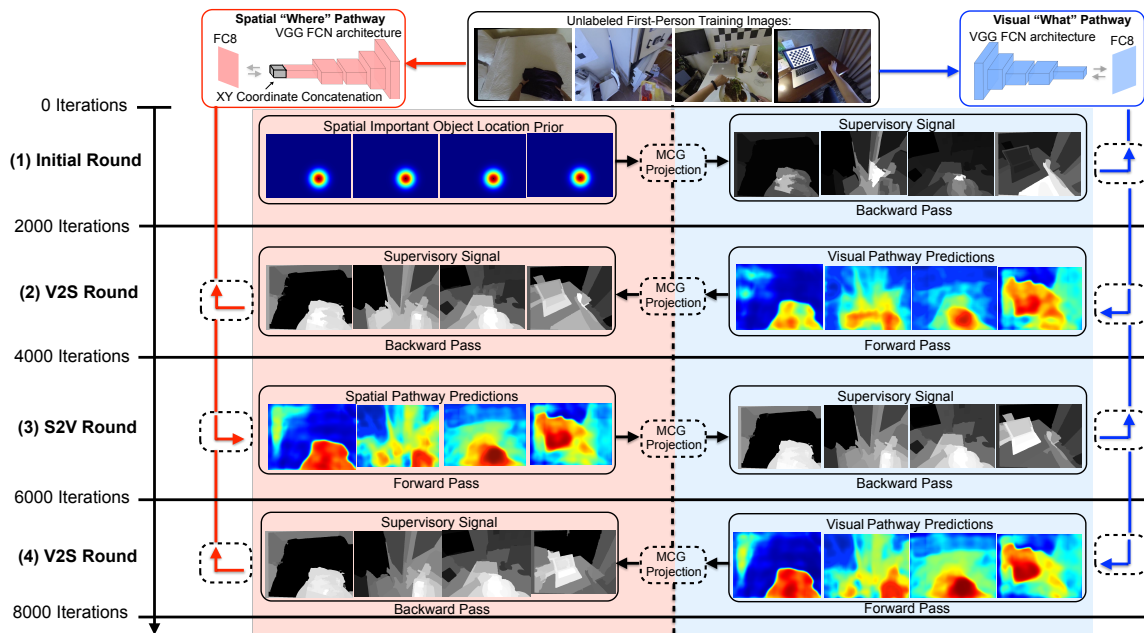 Spatial “Where” Pathway
VGG FCN architecture
FC8
XY Coordinate Concatenation
Unlabeled First-Person Training Images:
Visual “What” Pathway
VGG FCN architecture
FC8
0 Iterations
(1) Initial Round
Spatial Important Object Location Prior
MCG
Projection
Supervisory Signal
Backward Pass
2000 Iterations
(2) V2S Round
Supervisory Signal
Backward Pass
MCG
Projection
Visual Pathway Predictions
Forward Pass
4000 Iterations
(3) S2V Round
Spatial Pathway Predictions
Forward Pass
MCG
Projection
Supervisory Signal
Backward Pass
6000 Iterations
(4) V2S Round
Supervisory Signal
Backward Pass
MCG
Projection
Visual Pathway Predictions
Forward Pass
8000 Iterations